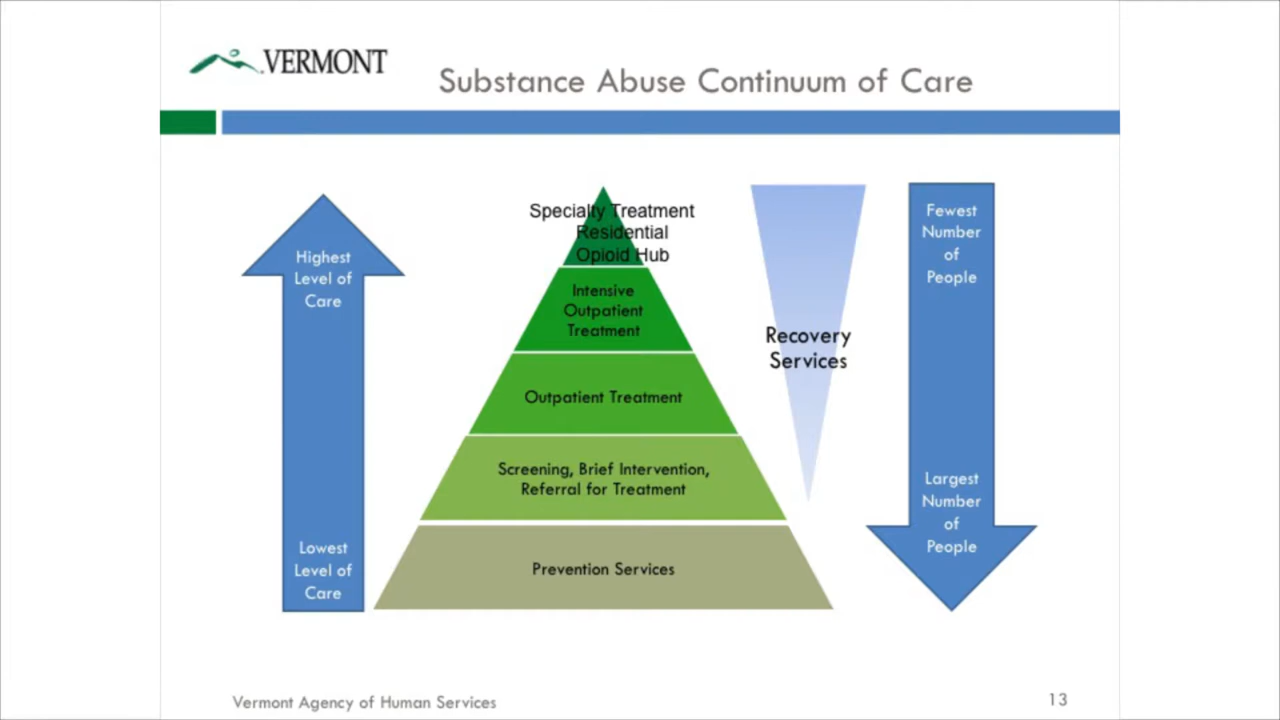 VERMONT
Substance Abuse Continuum of Care
Highest
Level of
Care
Lowest
Level of
Care
Specialty Treatment
Residential
Opioid Hub
Intensive
Outpatient
Treatment
Outpatient Treatment
Screening, Brief Intervention,
Referral for Treatment
Prevention Services
Recovery
Services
Fewest
Number
of
People
Largest
Number
of
People
Vermont Agency of Human Services
13